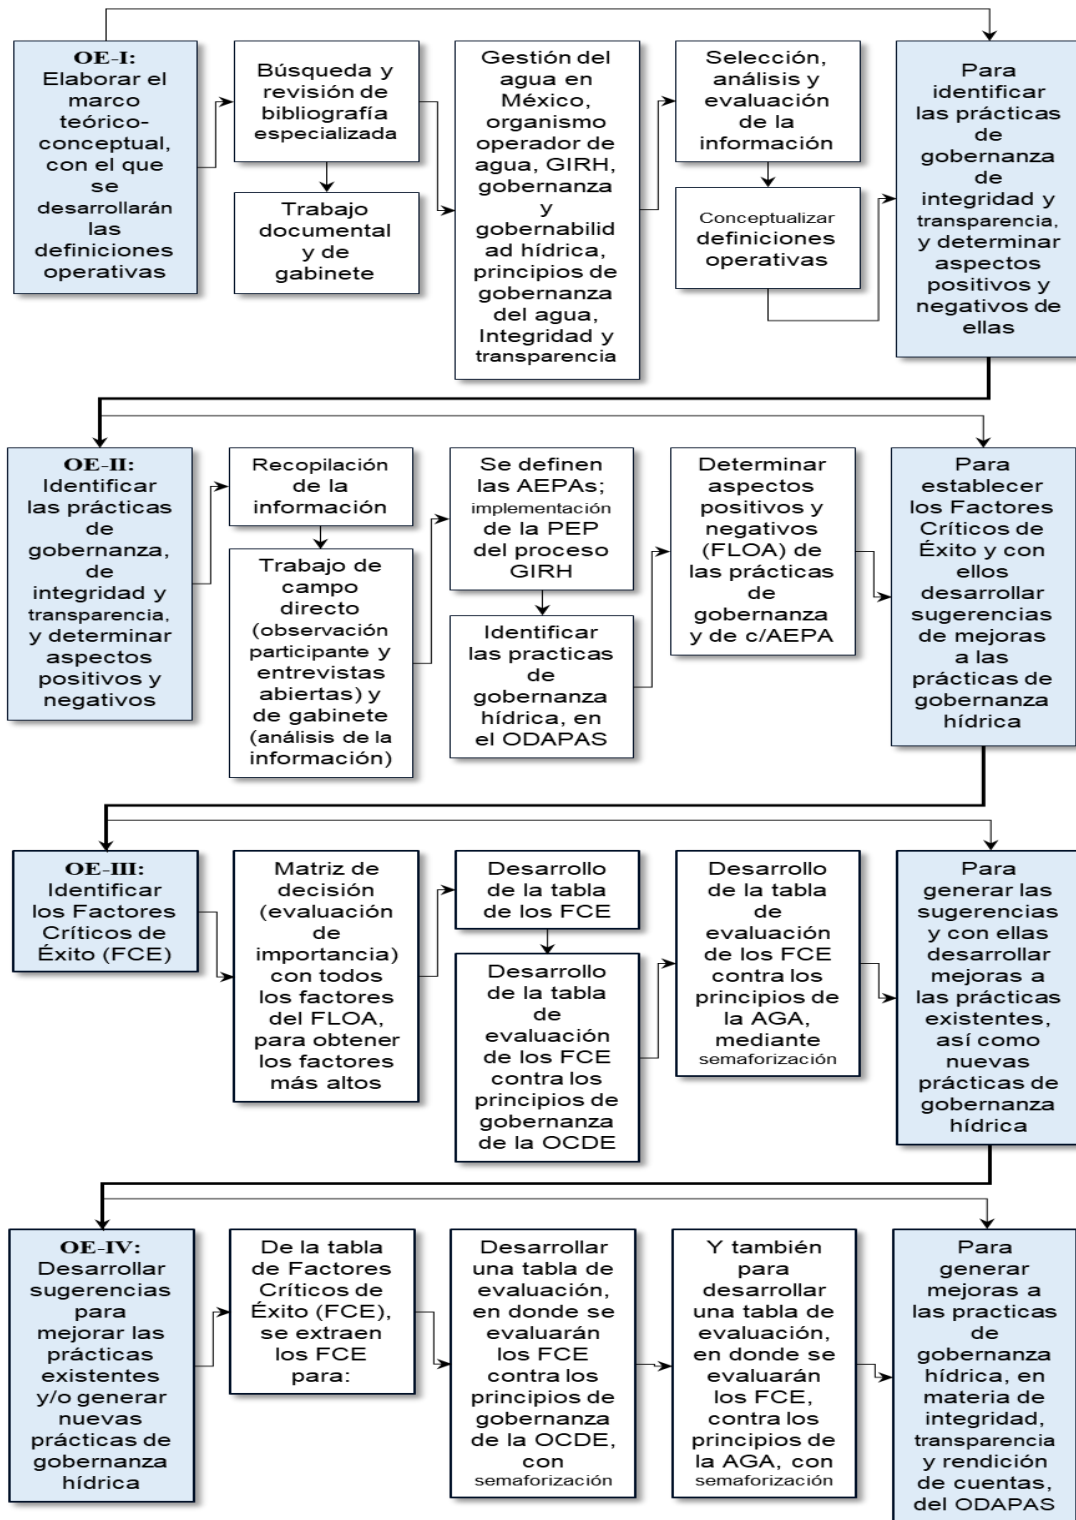 OE-I:
Elaborar el
marco
teórico-
conceptual,
con el que
se
desarrollarán
las
definiciones
operativas
Búsqueda y
revisión de
bibliografía
especializada
Trabajo
documental
y de
gabinete
Gestión del
agua en
México,
organismo
operador de
agua, GIRH,
gobernanza
y
gobernabilid
ad hídrica,
principios de
gobernanza
del agua,
Integridad y
transparencia
Selección,
análisis y
evaluación
de la
información
Conceptualizar
definiciones
operativas
Para
identificar
las prácticas
de
gobernanza
de
integridad y
transparencia,
y determinar
aspectos
positivos y
negativos de
ellas
OE-II:
Identificar
las prácticas
de
gobernanza,
de
integridad y
transparencia,
y determinar
aspectos
positivos y
negativos
Recopilación
de la
información
Trabajo de
campo
directo
(observación
participante y
entrevistas
abiertas) y
de gabinete
(análisis de la
información)
Se definen
las AEPAs;
implementación
de la PEP
del proceso
GIRH
Identificar
las practicas
de
gobernanza
hídrica, en
el ODAPAS
Determinar
aspectos
positivos y
negativos
(FLOA) de
las prácticas
de
gobernanza
y de c/AEPA
Para
establecer
los Factores
Críticos de
Éxito y con
ellos
desarrollar
sugerencias
de mejoras
a las
prácticas de
gobernanza
hídrica
OE-III:
Identificar
los Factores
Críticos de
Éxito (FCE)
Matriz de
decisión
(evaluación
de
importancia)
con todos
los factores
del FLOA,
para obtener
los factores
más altos
Desarrollo
de la tabla
de los FCE
Desarrollo
de la tabla
de
evaluación
de los FCE
contra los
principios de
gobernanza
de la OCDE
Desarrollo
de la tabla
de
evaluación
de los FCE
contra los
principios de
la AGA,
mediante
semaforización
Para
generar las
sugerencias
y con ellas
desarrollar
mejoras a
las prácticas
existentes,
así como
nuevas
prácticas de
gobernanza
hídrica
OE-IV:
Desarrollar
sugerencias
para
mejorar las
prácticas
existentes
y/o generar
nuevas
prácticas de
gobernanza
hídrica
De la tabla
de Factores
Críticos de
Éxito (FCE),
se extraen
los FCE
para:
Desarrollar
una tabla de
evaluación,
en donde se
evaluarán
los FCE
contra los
principios de
gobernanza
de la OCDE,
con
semaforización
Y también
para
desarrollar
una tabla de
evaluación,
en donde se
evaluarán
los FCE,
contra los
principios de
la AGA, con
semaforización
Para
generar
mejoras a
las practicas
de
gobernanza
hídrica, en
materia de
integridad,
transparencia
y rendición
de cuentas,
del ODAPAS